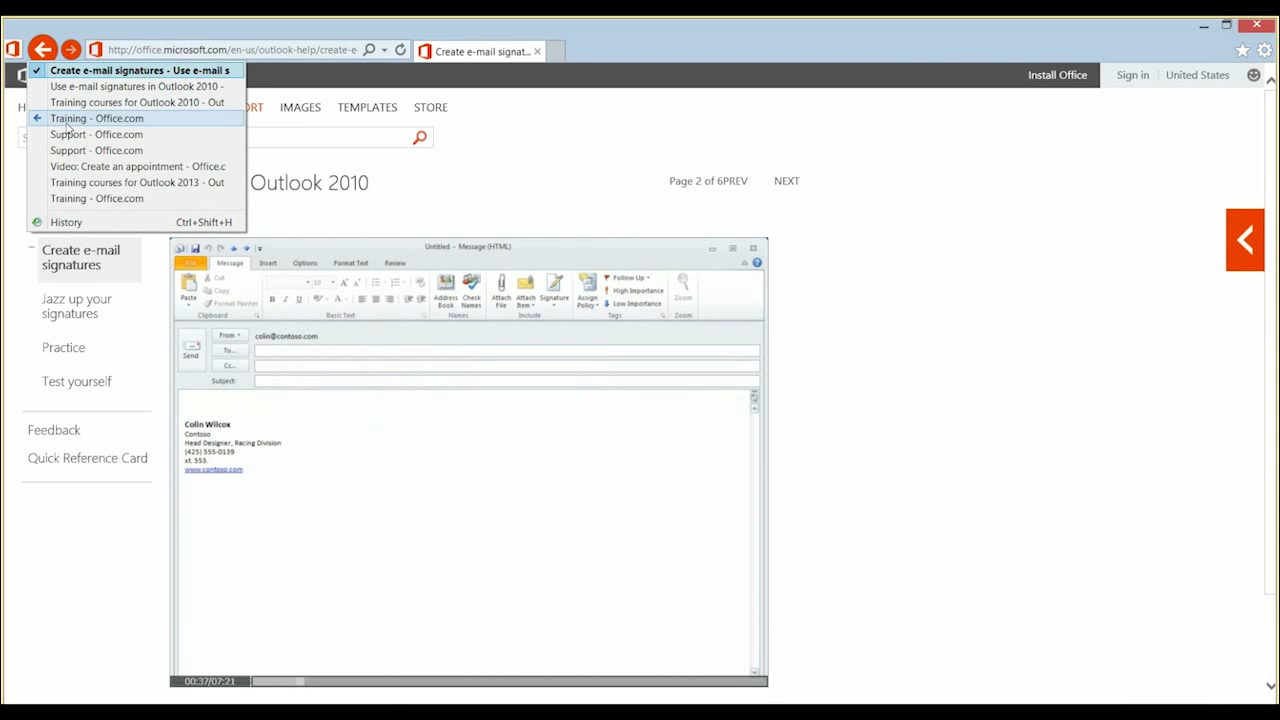 http://office.microsoft.com/en-us/outlook-help/create-e
Create e-mail signat...
Create e-mail signatures - Use e-mail s
Use e-mail signatures in Outlook 2010 -
Training courses for Outlook 2010 - Out
Training - Office.com
Support - Office.com
Support - Office.com
Video: Create an appointment - Office.c
Training courses for Outlook 2013 - Out
Training - Office.com
History Ctrl+Shift+H
Install Office Sign in United States
IMAGES TEMPLATES STORE
Outlook 2010
Page 2 of 6PREV NEXT
Create e-mail
signatures
Jazz up your
signatures
Practice
Test yourself
Feedback
Quick Reference Card
Untitled - Message (HTML)
File Message Insert Options Format Text Review
Paste
Cut
Copy
Format Painter
Clipboard
10
B I U
Basic Text
Address
Book
Check
Names
Names
Attach
File
Attach
Item
Signature
Include
Assign
Policy
Follow Up
High Importance
Low Importance
Tags
Zoom
Zoom
Send
From colin@contoso.com
To...
Cc...
Subject:
Colin Wilcox
Contoso
Head Designer, Racing Division
(425) 555-0139
xt. 553.
www.contoso.com
00:37/07:21